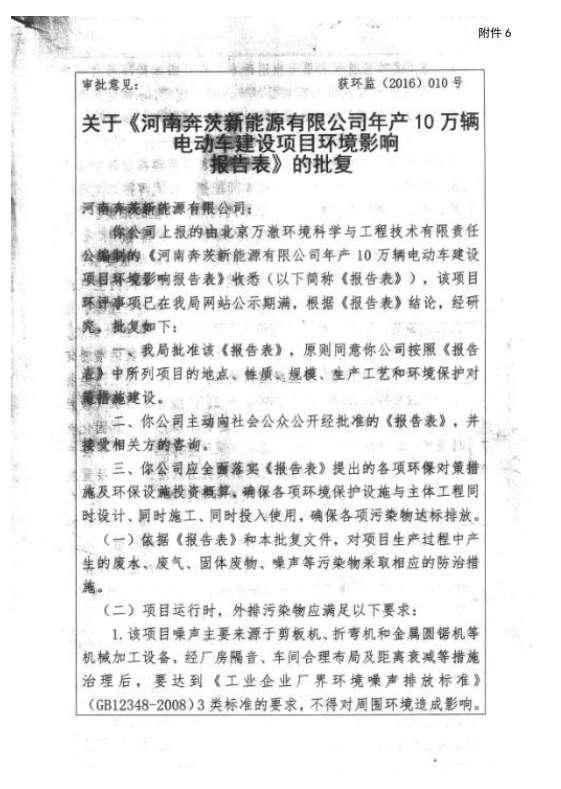 附件 6
审批意见： 获环监（2016）010 号
关于《河南奔茨新能源有限公司年产 10 万辆
电动车建设项目环境影响
报告表》的批复
河南奔茨新能源有限公司：
你公司上报的由北京万澈环境科学与工程技术有限责任
公编制的《河南奔茨新能源有限公司年产 10 万辆电动车建设
项目环境影响报告表》收悉（以下简称《报告表》），该项目
环评事项已在我局网站公示期满，根据《报告表》结论，经研
究，批复如下：
一、我局批准该《报告表》，原则同意你公司按照《报告
表》中所列项目的地点、性质、规模、生产工艺和环境保护对
策措施建设。
二、你公司主动向社会公众公开经批准的《报告表》，并
接受相关方的咨询。
三、你公司应全面落实《报告表》提出的各项环保对策措
施及环保设施投资概算，确保各项环境保护设施与主体工程同
时设计、同时施工、同时投入使用，确保各项污染物达标排放。
（一）依据《报告表》和本批复文件，对项目生产过程中产
生的废水、废气、固体废物、噪声等污染物采取相应的防治措
施。
（二）项目运行时，外排污染物应满足以下要求：
1. 该项目噪声主要来源于剪板机、折弯机和金属圆锯机等
机械加工设备，经厂房隔音、车间合理布局及距离衰减等措施
治理后，要达到《工业企业厂界环境噪声排放标准》
（GB12348-2008）3 类标准的要求，不得对周围环境造成影响。